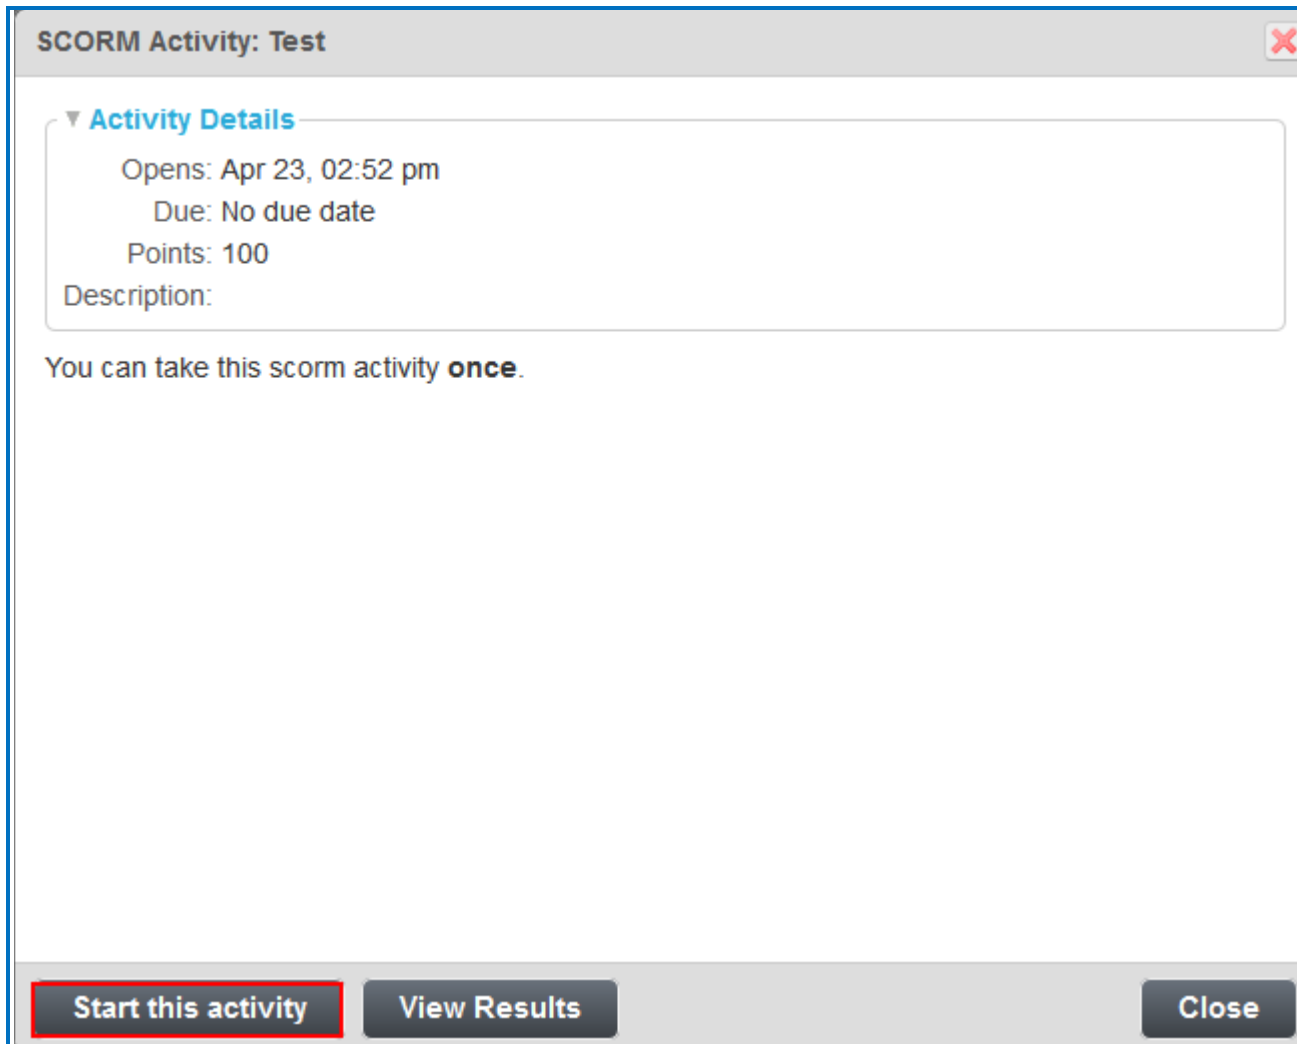 SCORM Activity: Test
Activity Details
Opens: Apr 23, 02:52 pm
Due: No due date
Points: 100
Description:
You can take this scorm activity once.
Start this activity View Results Close